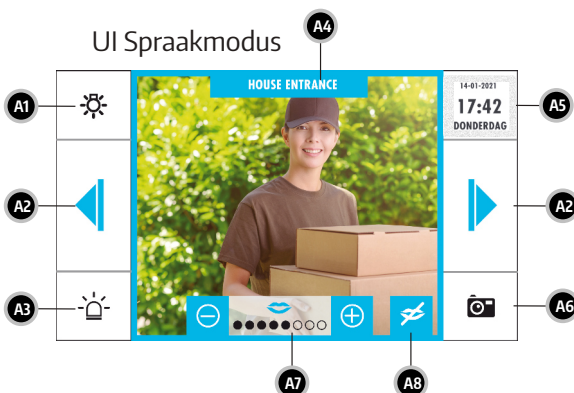 UI Spraakmodus
A4
HOUSE ENTRANCE
A1
14-01-2021
17:42
DONDERDAG
A5
A2
A2
A3
A6
A7
A8